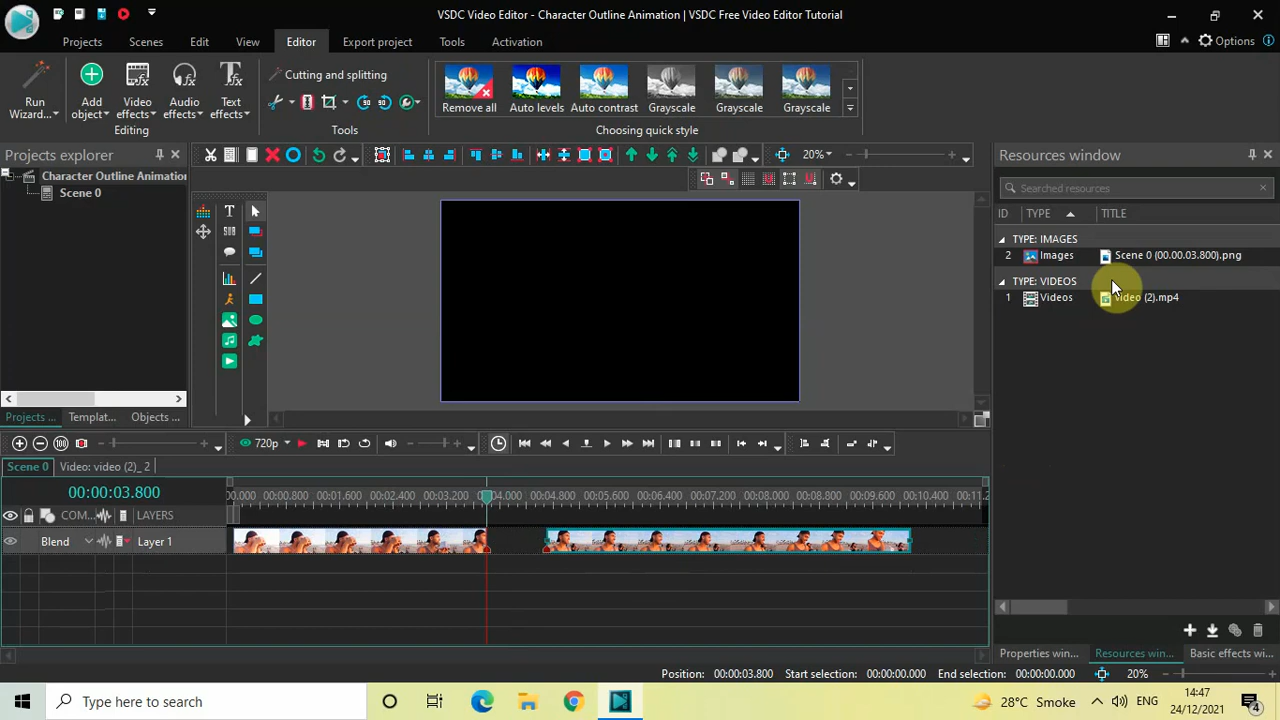 VSDC Video Editor - Character Outline Animation | VSDC Free Video Editor Tutorial
Projects Scenes Edit View Editor Export project Tools Activation
Options
Run Wizard...
Add object
Video effects
Audio effects
Text effects
Editing
Cutting and splitting
Tools
Remove all Auto levels Auto contrast Grayscale Grayscale Grayscale
Choosing quick style
Projects explorer
20%
Resources window
Character Outline Animatio
Scene 0
Searched resources
ID TYPE TITLE
TYPE: IMAGES
2 Images Scene 0 (00.00.03.800).png
TYPE: VIDEOS
1 Videos video (2).mp4
Projects ... Templat... Objects ...
720p
Scene 0 Video: video (2)_ 2
00:00:03.800
0.000 00:00.800 00:01.600 00:02.400 00:03.200 00:04.000 00:04.800 00:05.600 00:06.400 00:07.200 00:08.000 00:08.800 00:09.600 00:10.400 00:11.2
COM... LAYERS
Blend Layer 1
Properties win... Resources win... Basic effects wi...
Position: 00:00:03.800 Start selection: 00:00:00.000 End selection: 00:00:00.000 20%
Type here to search
28°C Smoke
ENG
14:47
24/12/2021
4